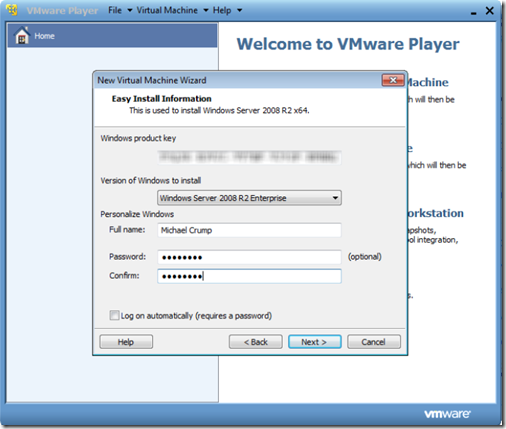 VMware Player File Virtual Machine Help
Home
Welcome to VMware Player
Machine
ch will then be
which will then be
orkstation
apshots,
ol integration,
New Virtual Machine Wizard
Easy Install Information
This is used to install Windows Server 2008 R2 x64.
Windows product key
Version of Windows to install
Windows Server 2008 R2 Enterprise
Personalize Windows
Full name: Michael Crump
Password: •••••••• (optional)
Confirm: ••••••••
Log on automatically (requires a password)
Help < Back Next > Cancel
vmware